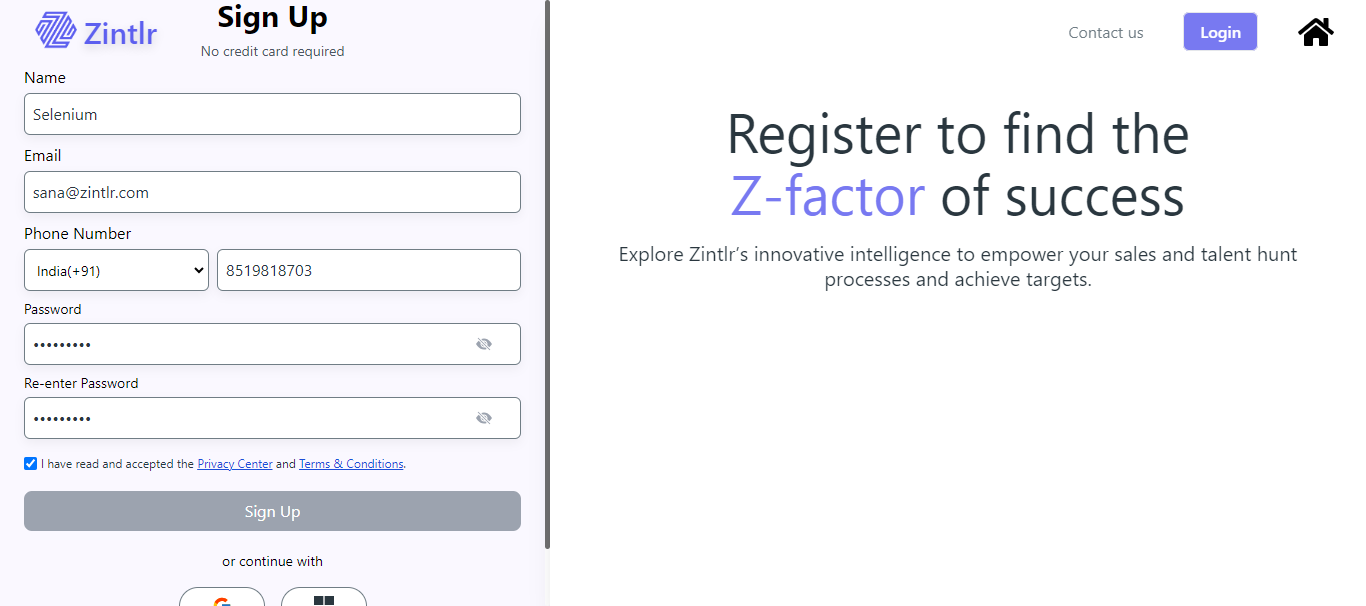 Zintlr
Sign Up
No credit card required
Name
Selenium
Email
sana@zintlr.com
Phone Number
India(+91)
8519818703
Password
•••••••••
Re-enter Password
•••••••••
I have read and accepted the Privacy Center and Terms & Conditions.
Sign Up
or continue with
Contact us
Login
Register to find the
Z-factor of success
Explore Zintlr’s innovative intelligence to empower your sales and talent hunt
processes and achieve targets.